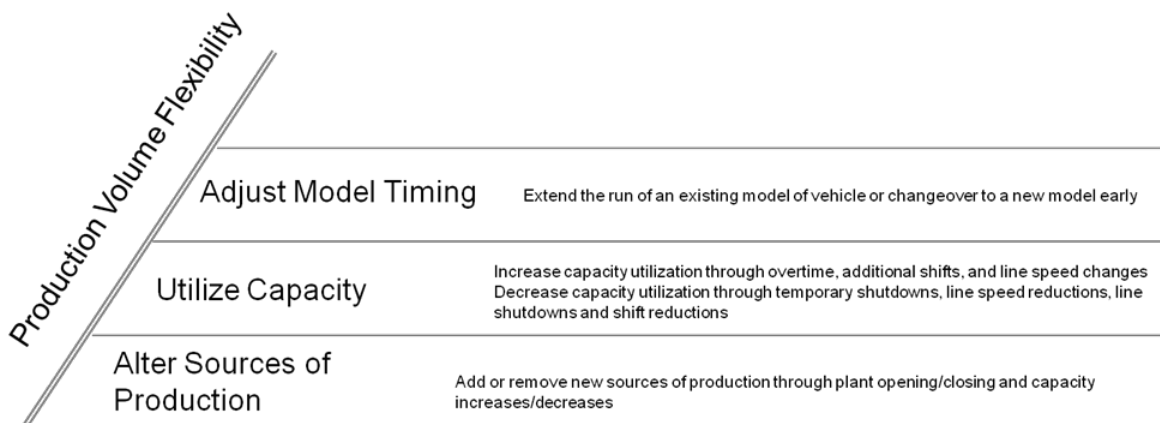 Production Volume Flexibility
Adjust Model Timing
Extend the run of an existing model of vehicle or changeover to a new model early
Utilize Capacity
Increase capacity utilization through overtime, additional shifts, and line speed changes
Decrease capacity utilization through temporary shutdowns, line speed reductions, line
shutdowns and shift reductions
Alter Sources of
Production
Add or remove new sources of production through plant opening/closing and capacity
increases/decreases